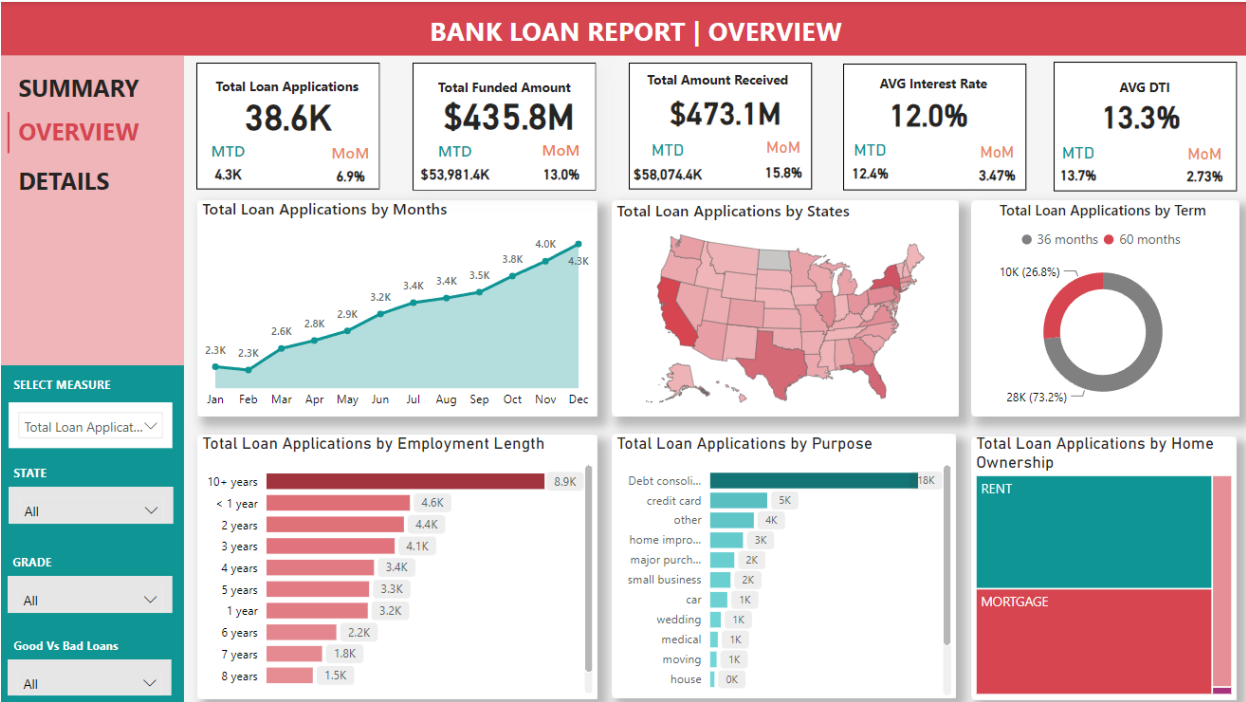 BANK LOAN REPORT | OVERVIEW
SUMMARY
OVERVIEW
DETAILS
SELECT MEASURE
Total Loan Applicat...
STATE
All
GRADE
All
Good Vs Bad Loans
All
Total Loan Applications
38.6K
MTD
MoM
4.3K
6.9%
Total Funded Amount
$435.8M
MTD
MoM
$53,981.4K
13.0%
Total Amount Received
$473.1M
MTD
MoM
$58,074.4K
15.8%
AVG Interest Rate
12.0%
MTD
MoM
12.4%
3.47%
AVG DTI
13.3%
MTD
MoM
13.7%
2.73%
Total Loan Applications by Months
2.3K
2.3K
2.6K
2.8K
2.9K
3.2K
3.4K
3.4K
3.5K
3.8K
4.0K
4.3K
Jan Feb Mar Apr May Jun Jul Aug Sep Oct Nov Dec
Total Loan Applications by States
Total Loan Applications by Term
36 months 60 months
10K (26.8%)
28K (73.2%)
Total Loan Applications by Employment Length
10+ years 8.9K
< 1 year 4.6K
2 years 4.4K
3 years 4.1K
4 years 3.4K
5 years 3.3K
1 year 3.2K
6 years 2.2K
7 years 1.8K
8 years 1.5K
Total Loan Applications by Purpose
Debt consoli... 18K
credit card 5K
other 4K
home impro... 3K
major purch... 2K
small business 2K
car 1K
wedding 1K
medical 1K
moving 1K
house 0K
Total Loan Applications by Home
Ownership
RENT
MORTGAGE